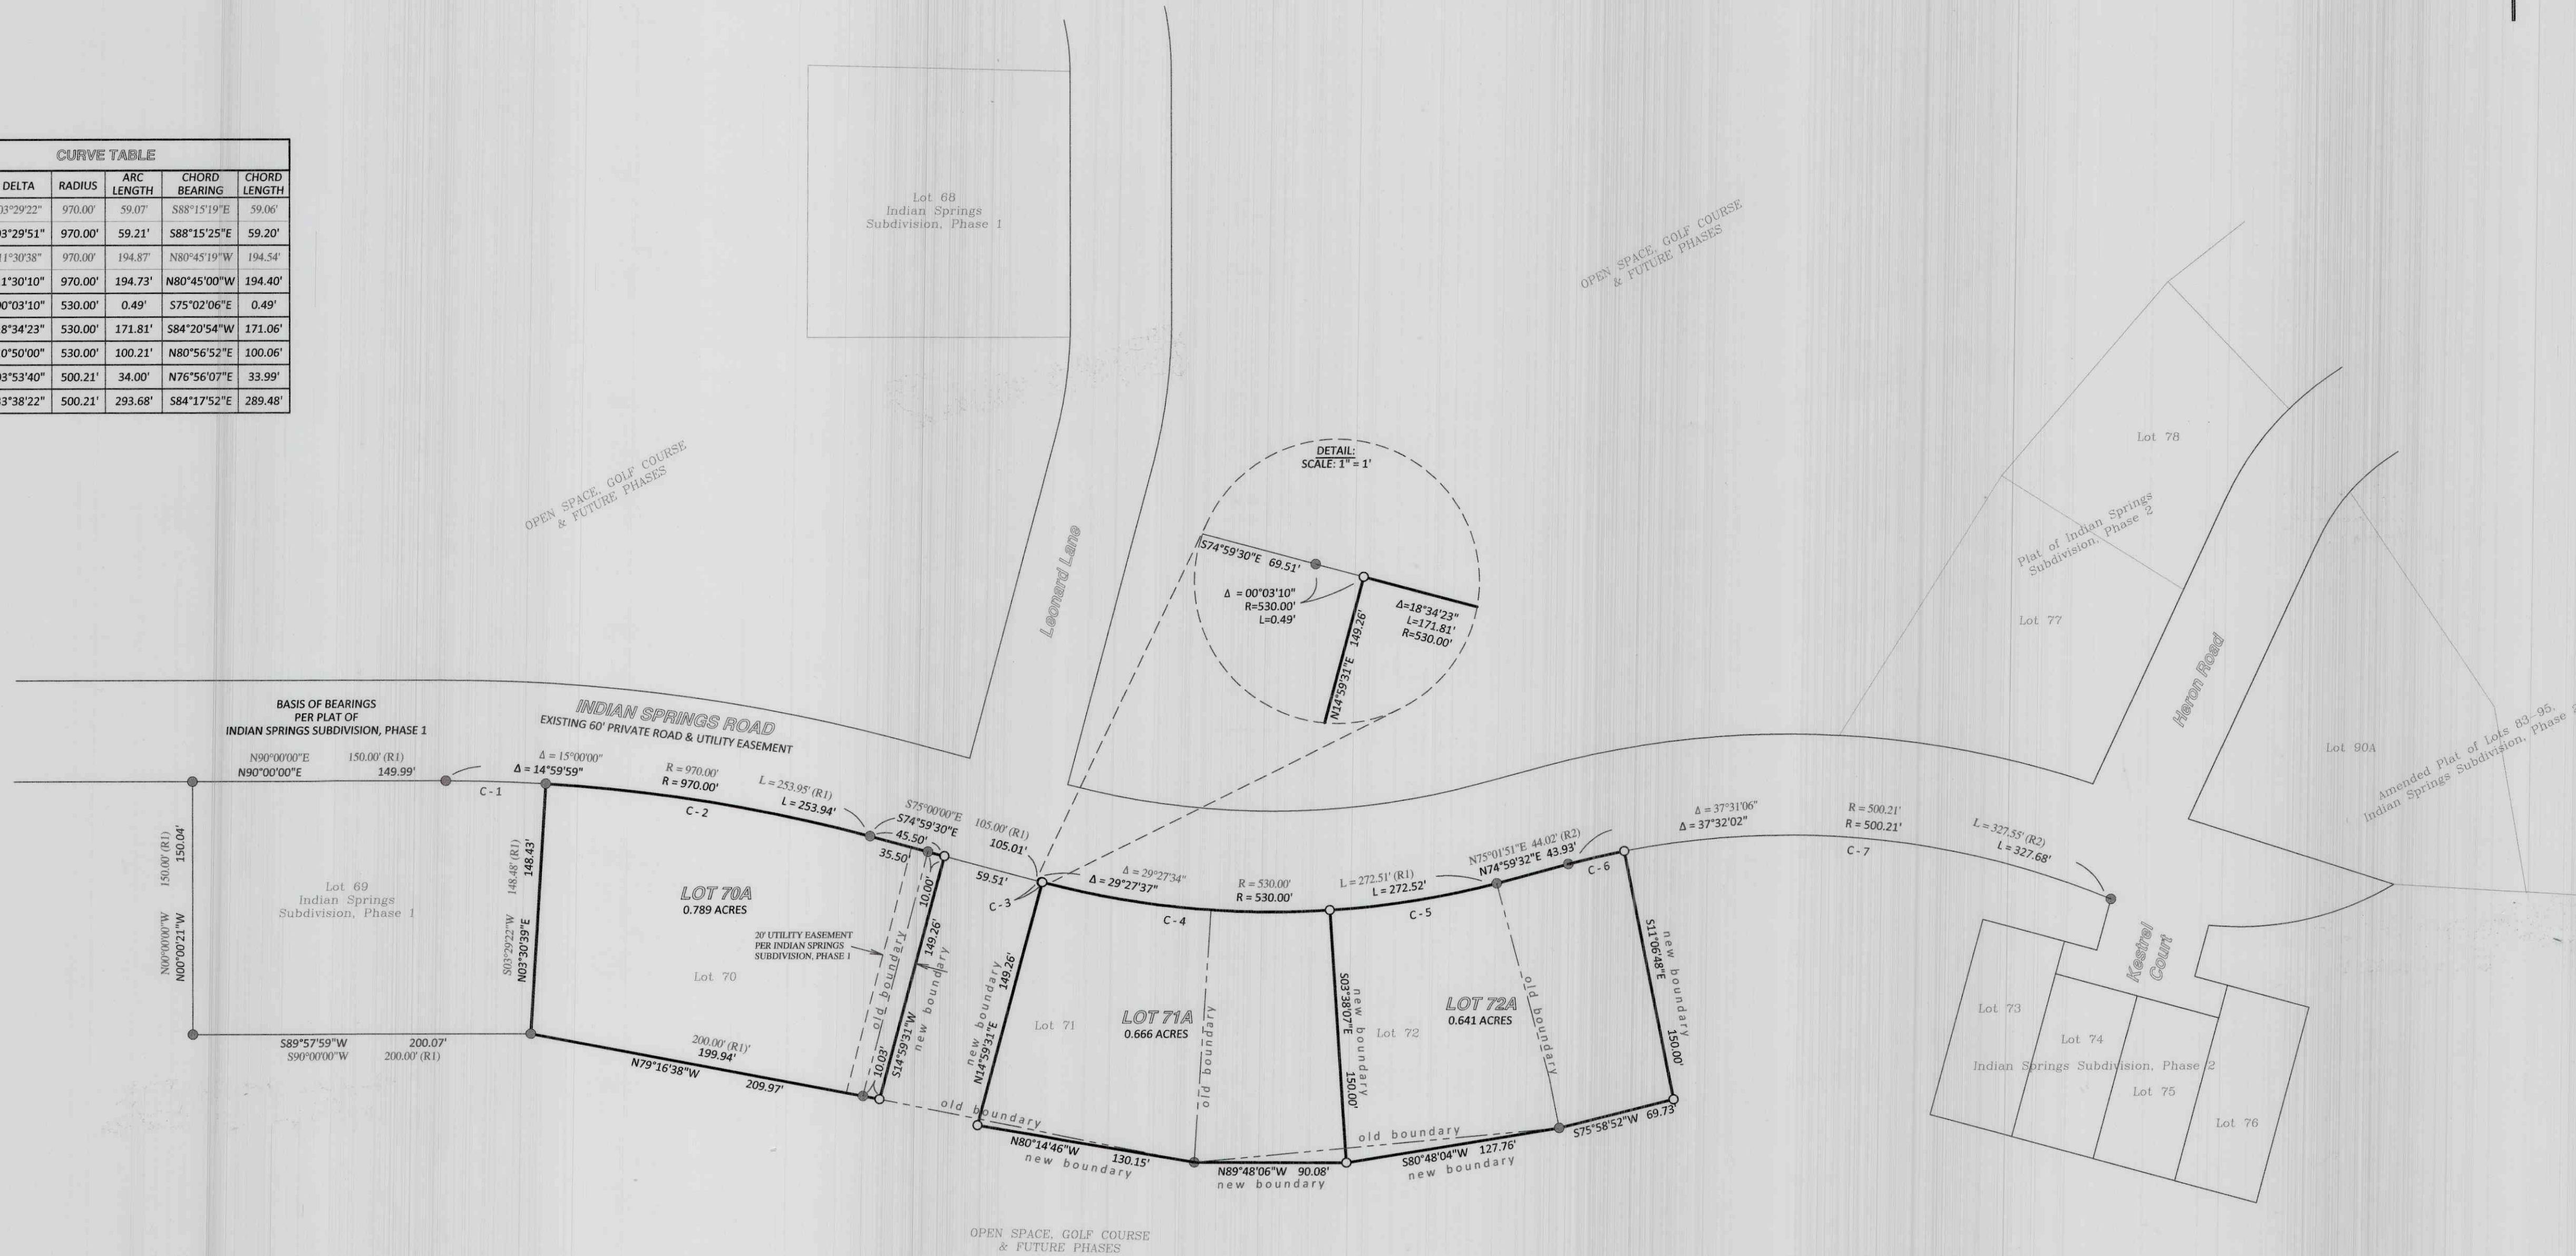 CURVE TABLE
DELTA RADIUS ARC LENGTH CHORD BEARING CHORD LENGTH
03°29'22" 970.00' 59.07' S88°15'19"E 59.06'
3°29'51" 970.00' 59.21' S88°15'25"E 59.20'
11°30'38" 970.00' 194.87' N80°45'19"W 194.54'
1°30'10" 970.00' 194.73' N80°45'00"W 194.40'
0°03'10" 530.00' 0.49' S75°02'06"E 0.49'
8°34'23" 530.00' 171.81' S84°20'54"W 171.06'
0°50'00" 530.00' 100.21' N80°56'52"E 100.06'
3°53'40" 500.21' 34.00' N76°56'07"E 33.99'
3°38'22" 500.21' 293.68' S84°17'52"E 289.48'
Lot 68
Indian Springs
Subdivision, Phase 1
OPEN SPACE, GOLF COURSE
& FUTURE PHASES
OPEN SPACE, GOLF COURSE
& FUTURE PHASES
Leonard Lane
DETAIL:
SCALE: 1" = 1'
S74°59'30"E 69.51'
Δ = 00°03'10"
R=530.00'
L=0.49'
N14°59'31"E 149.26'
Δ=18°34'23"
L=171.81'
R=530.00'
Lot 78
Plat of Indian Springs
Subdivision, Phase 2
Lot 77
Heron Road
Lot 90A
Amended Plat of Lots 83-95,
Indian Springs Subdivision, Phase 2
BASIS OF BEARINGS
PER PLAT OF
INDIAN SPRINGS SUBDIVISION, PHASE 1
N90°00'00"E 150.00' (R1)
N90°00'00"E 149.99'
INDIAN SPRINGS ROAD
EXISTING 60' PRIVATE ROAD & UTILITY EASEMENT
C-1
Δ = 15°00'00"
Δ = 14°59'59"
R = 970.00'
R = 970.00'
C-2
L = 253.95' (R1)
L = 253.94'
S75°00'00"E 105.00' (R1)
S74°59'30"E 105.01'
45.50'
35.50'
10.00'
59.51'
C-3
Δ = 29°27'34"
Δ = 29°27'37"
C-4
R = 530.00'
R = 530.00'
L = 272.51' (R1)
L = 272.52'
C-5
N75°01'51"E 44.02' (R2)
N74°59'32"E 43.93'
C-6
Δ = 37°31'06"
Δ = 37°32'02"
R = 500.21'
R = 500.21'
C-7
L = 327.55' (R2)
L = 327.68'
N00°00'00"W 150.00' (R1)
N00°00'21"W 150.04'
Lot 69
Indian Springs
Subdivision, Phase 1
S89°57'59"W 200.07'
S90°00'00"W 200.00' (R1)
S03°29'22"W 148.48' (R1)
N03°30'39"E 148.43'
LOT 70A
0.789 ACRES
Lot 70
20' UTILITY EASEMENT
PER INDIAN SPRINGS
SUBDIVISION, PHASE 1
200.00' (R1)'
199.94'
N79°16'38"W 209.97'
old boundary
10.03'
S14°59'31"W 149.26'
new boundary
new boundary
N14°59'31"E 149.26'
Lot 71
LOT 71A
0.666 ACRES
old boundary
old boundary
N80°14'46"W 130.15'
new boundary
N89°48'06"W 90.08'
new boundary
S03°38'07"E 150.00'
new boundary
Lot 72
LOT 72A
0.641 ACRES
old boundary
old boundary
S80°48'04"W 127.76'
new boundary
S75°58'52"W 69.73'
S11°06'48"E 150.00'
new boundary
Kestrel
Court
Lot 73
Lot 74
Indian Springs Subdivision, Phase 2
Lot 75
Lot 76
OPEN SPACE, GOLF COURSE
& FUTURE PHASES